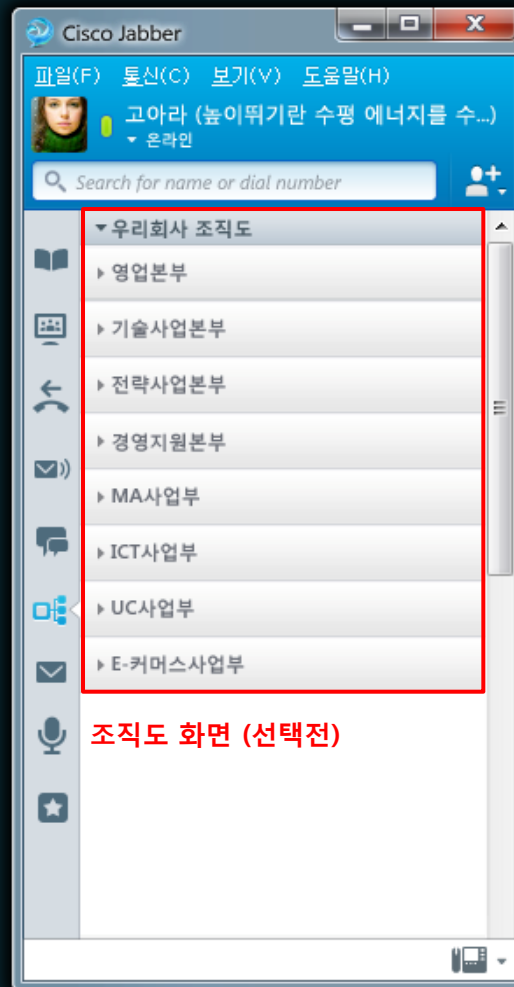 Cisco Jabber
파일(F) 통신(C) 보기(V) 도움말(H)
고아라 (높이뛰기란 수평 에너지를 수...)
온라인
Search for name or dial number
우리회사 조직도
영업본부
기술사업본부
전략사업본부
경영지원본부
MA사업부
ICT사업부
UC사업부
E-커머스사업부
조직도 화면 (선택전)